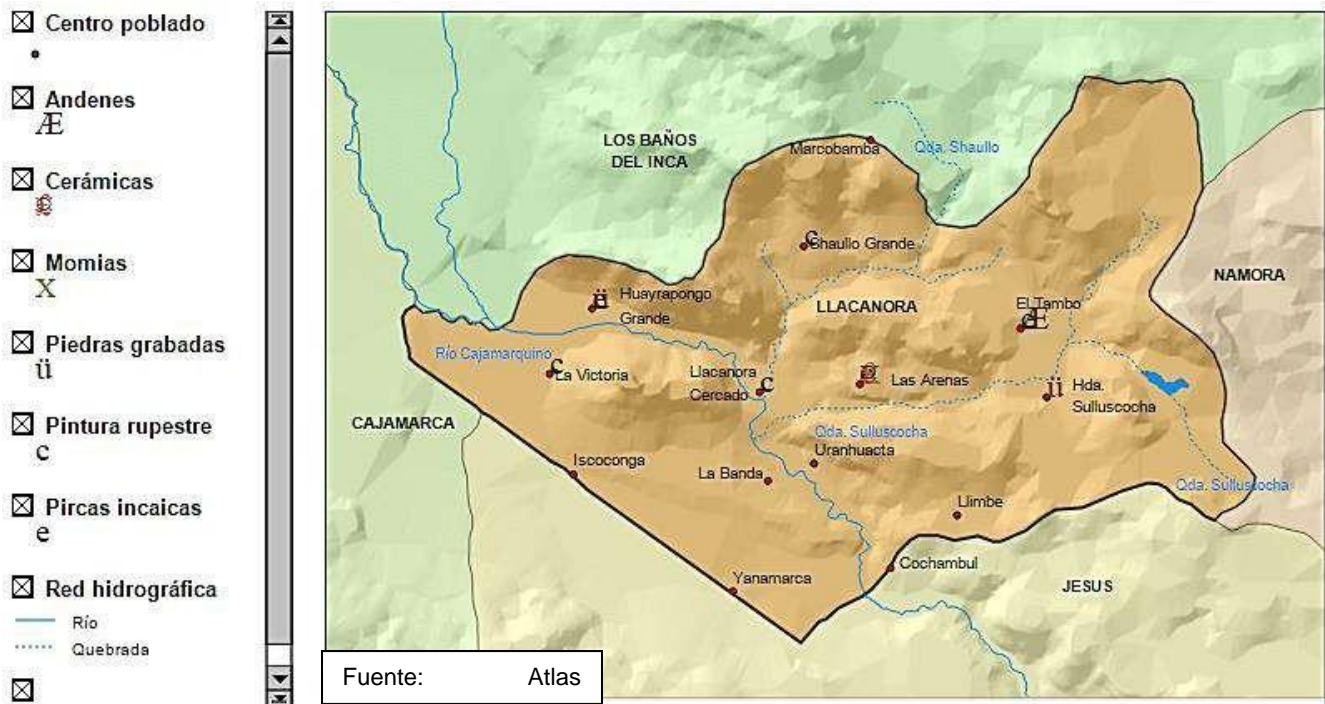 Centro poblado
Andenes
Æ
Cerámicas
Momias
X
Piedras grabadas
ü
Pintura rupestre
c
Pircas incaicas
e
Red hidrográfica
Río
Quebrada
LOS BAÑOS
DEL INCA
Marcobamba
Qda. Shaullo
c
Shaullo Grande
NAMORA
ü
Huayrapongo
Grande
LLACANORA
El Tambo
Æ
Río Cajamarquino
c
La Victoria
Llacanora
Cercado
c
Las Arenas
ü
Hda.
Sulluscocha
CAJAMARCA
Qda. Sulluscocha
Uranhuacta
Iscoconga
La Banda
Qda. Sulluscocha
Llimbe
Cochambul
Yanamarca
JESUS
Fuente: Atlas